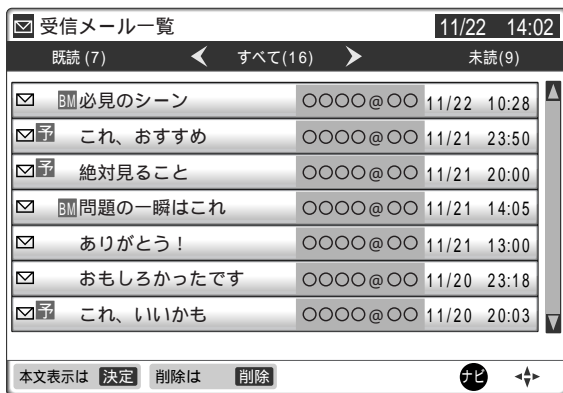 受信メール一覧 11/22 14:02
既読(7) すべて(16) 未読(9)
BM 必見のシーン ○○○○@○○ 11/22 10:28
予 これ、おすすめ ○○○○@○○ 11/21 23:50
予 絶対見ること ○○○○@○○ 11/21 20:00
BM 問題の一瞬はこれ ○○○○@○○ 11/21 14:05
ありがとう! ○○○○@○○ 11/21 13:00
おもしろかったです ○○○○@○○ 11/20 23:18
予 これ、いいかも ○○○○@○○ 11/20 20:03
本文表示は 決定 削除は 削除 ナビ